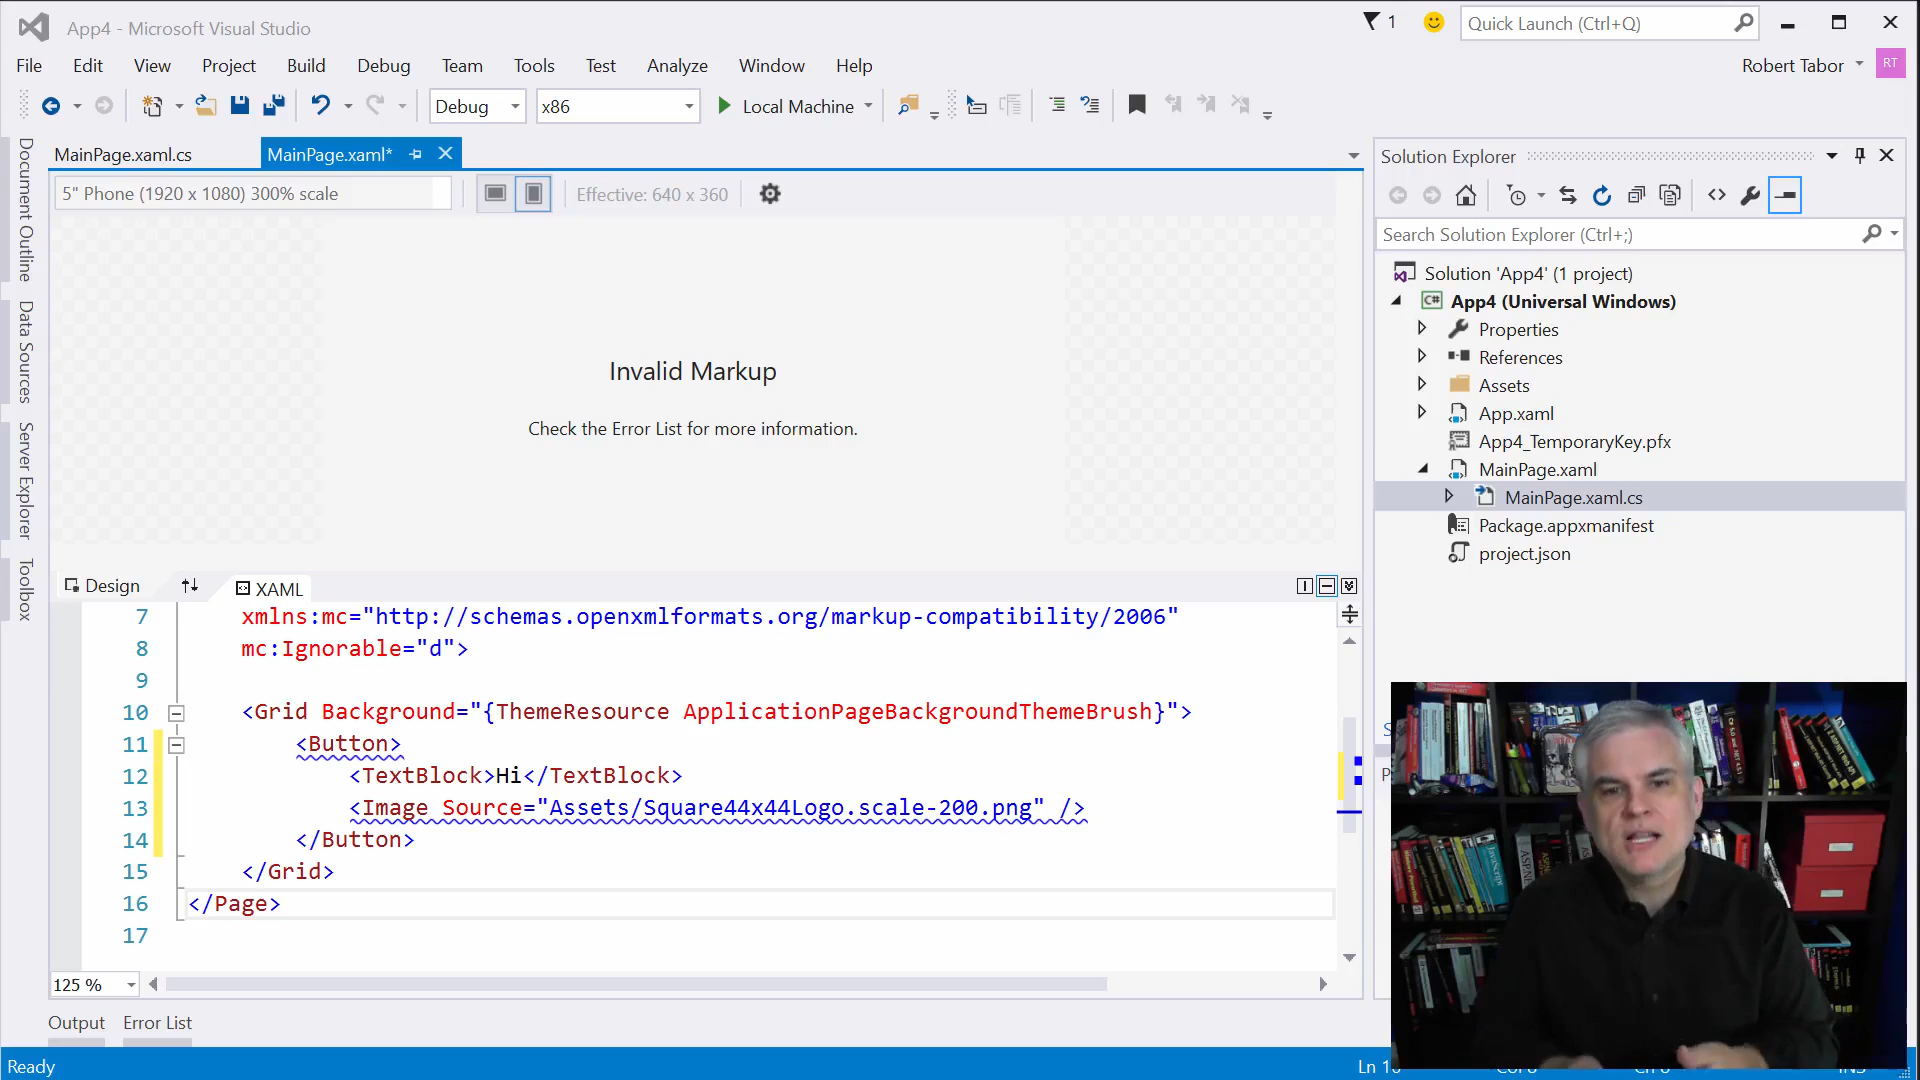 App4 - Microsoft Visual Studio
1
Quick Launch (Ctrl+Q)
File Edit View Project Build Debug Team Tools Test Analyze Window Help
Robert Tabor RT
Debug x86 Local Machine
Document Outline
Data Sources
Server Explorer
Toolbox
MainPage.xaml.cs MainPage.xaml*
5" Phone (1920 x 1080) 300% scale Effective: 640 x 360
Invalid Markup
Check the Error List for more information.
Design XAML
7 xmlns:mc="http://schemas.openxmlformats.org/markup-compatibility/2006"
8 mc:Ignorable="d">
9
10 <Grid Background="{ThemeResource ApplicationPageBackgroundThemeBrush}">
11 <Button>
12 <TextBlock>Hi</TextBlock>
13 <Image Source="Assets/Square44x44Logo.scale-200.png" />
14 </Button>
15 </Grid>
16 </Page>
17
125 %
Output Error List
Ready
Solution Explorer
Search Solution Explorer (Ctrl+;)
Solution 'App4' (1 project)
C# App4 (Universal Windows)
Properties
References
Assets
App.xaml
App4_TemporaryKey.pfx
MainPage.xaml
MainPage.xaml.cs
Package.appxmanifest
project.json